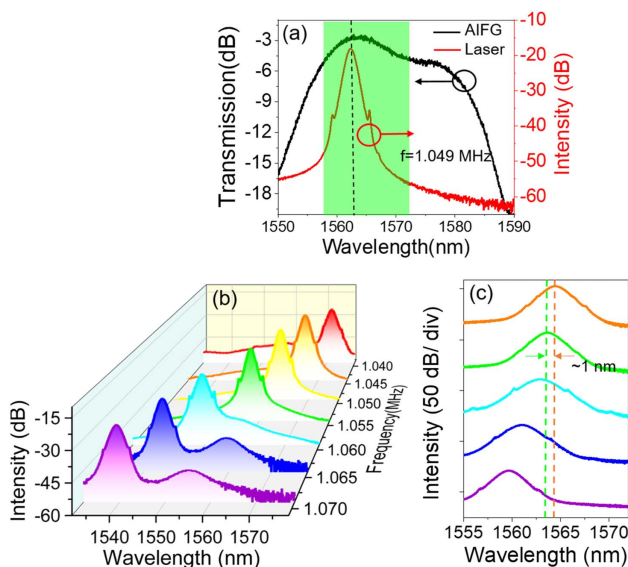 (a)
AIFG
Laser
f=1.049 MHz
Transmission(dB)
-3
-6
-9
-12
-15
-18
Intensity (dB)
-10
-20
-30
-40
-50
-60
1550 1560 1570 1580 1590
Wavelength(nm)
(b)
Intensity (dB)
-15
-30
-45
-60
1540 1550 1560 1570
Wavelength (nm)
1.040
1.045
1.050
1.055
1.060
1.065
1.070
Frequency(MHz)
(c)
~1 nm
Intensity (50 dB/ div)
1555 1560 1565 1570
Wavelength (nm)